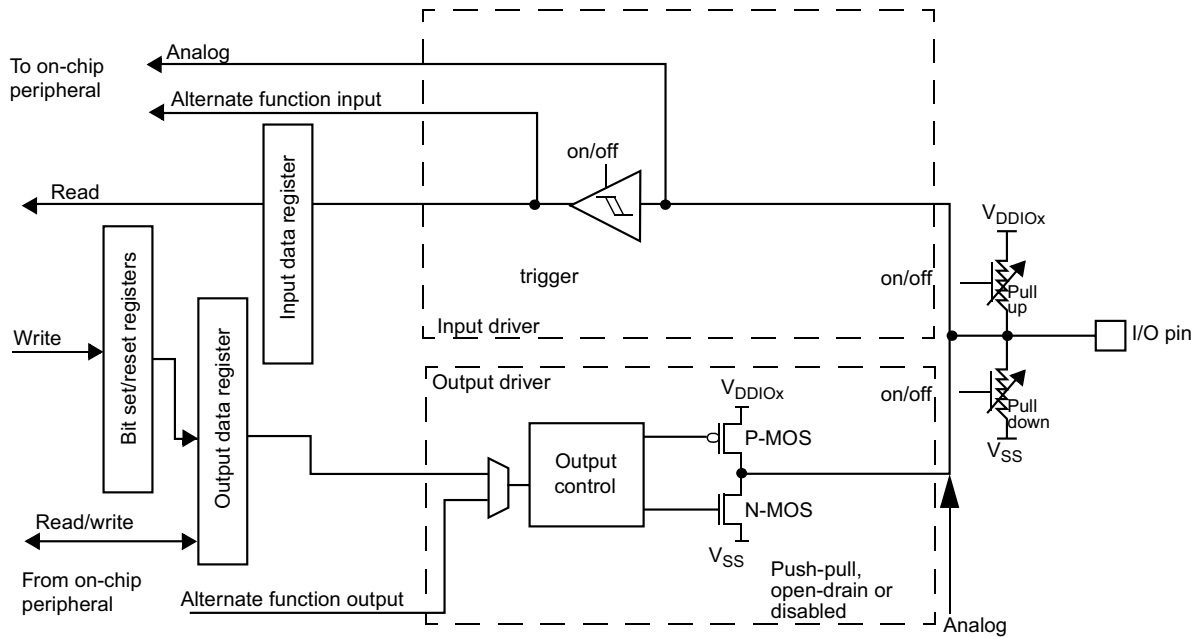 To on-chip
peripheral
Analog
Alternate function input
on/off
Read
Input data register
trigger
Input driver
V_DDIOx
on/off
Pull
up
I/O pin
Write
Bit set/reset registers
Output data register
Output driver
V_DDIOx
on/off
Pull
down
V_SS
P-MOS
Output
control
N-MOS
V_SS
Read/write
Push-pull,
open-drain or
disabled
From on-chip
peripheral
Alternate function output
Analog